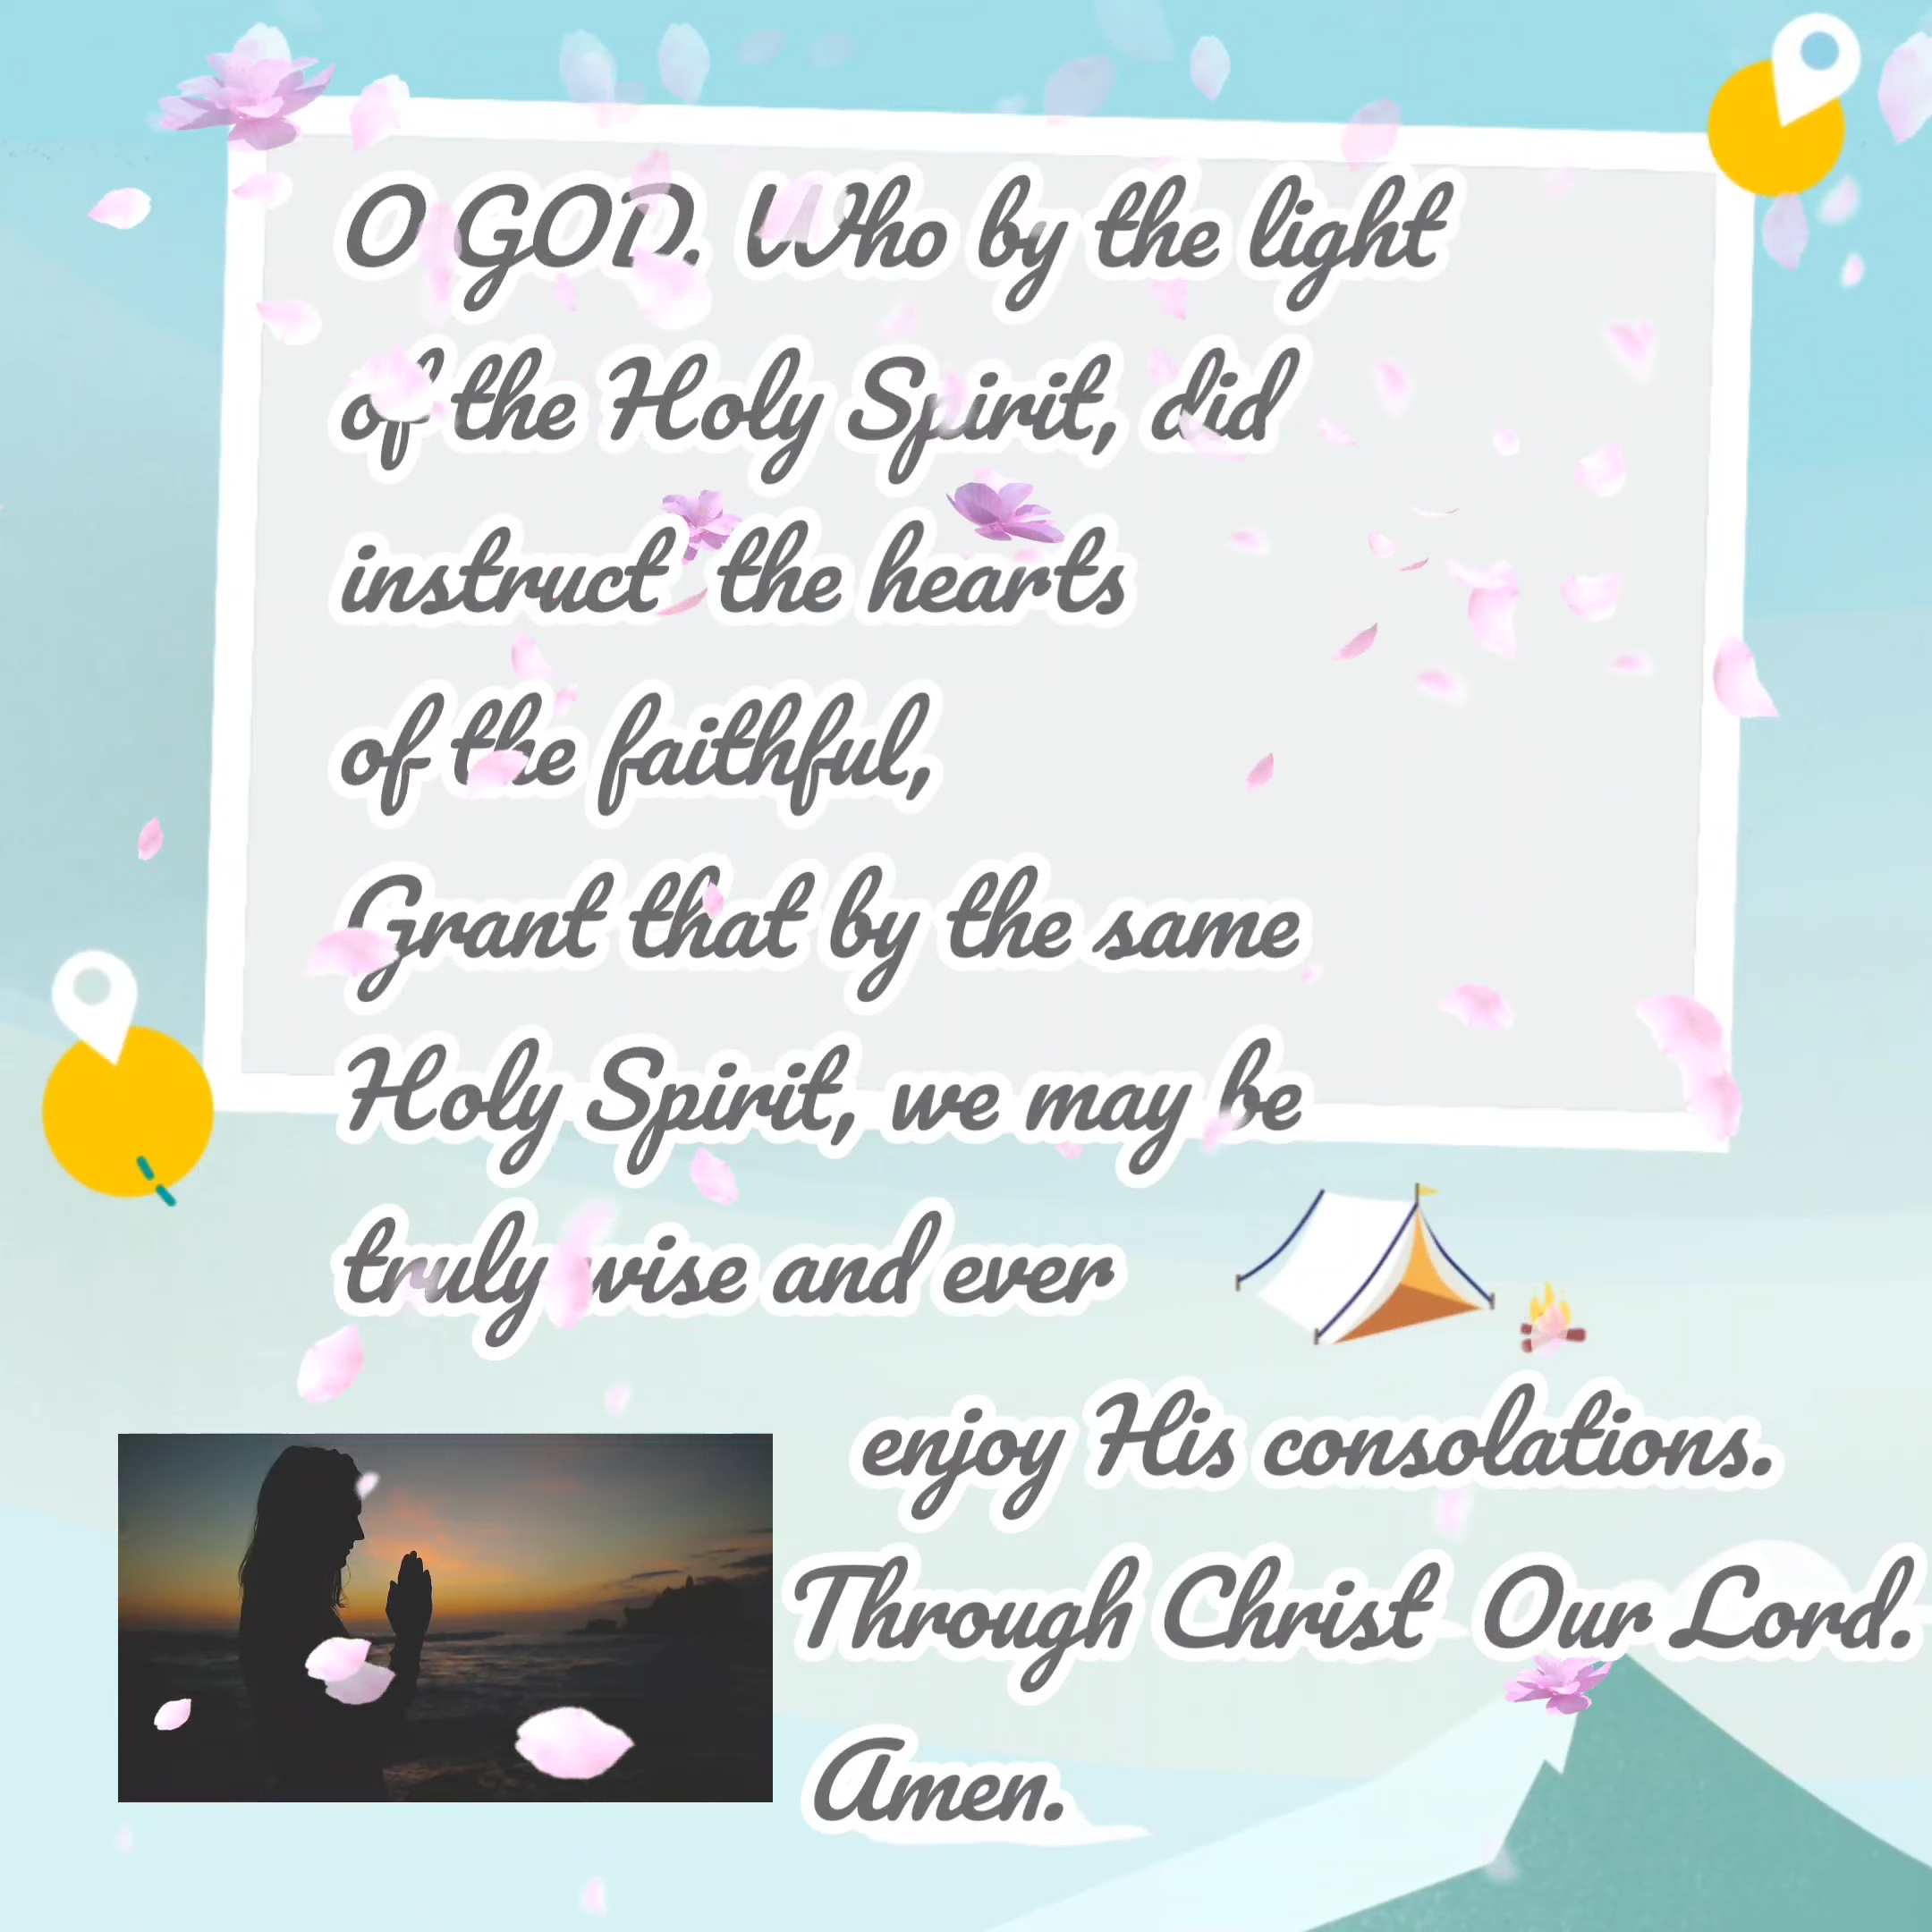 O GOD. Who by the light
of the Holy Spirit, did
instruct the hearts
of the faithful,
Grant that by the same
Holy Spirit, we may be
truly wise and ever
enjoy His consolations.
Through Christ Our Lord.
Amen.